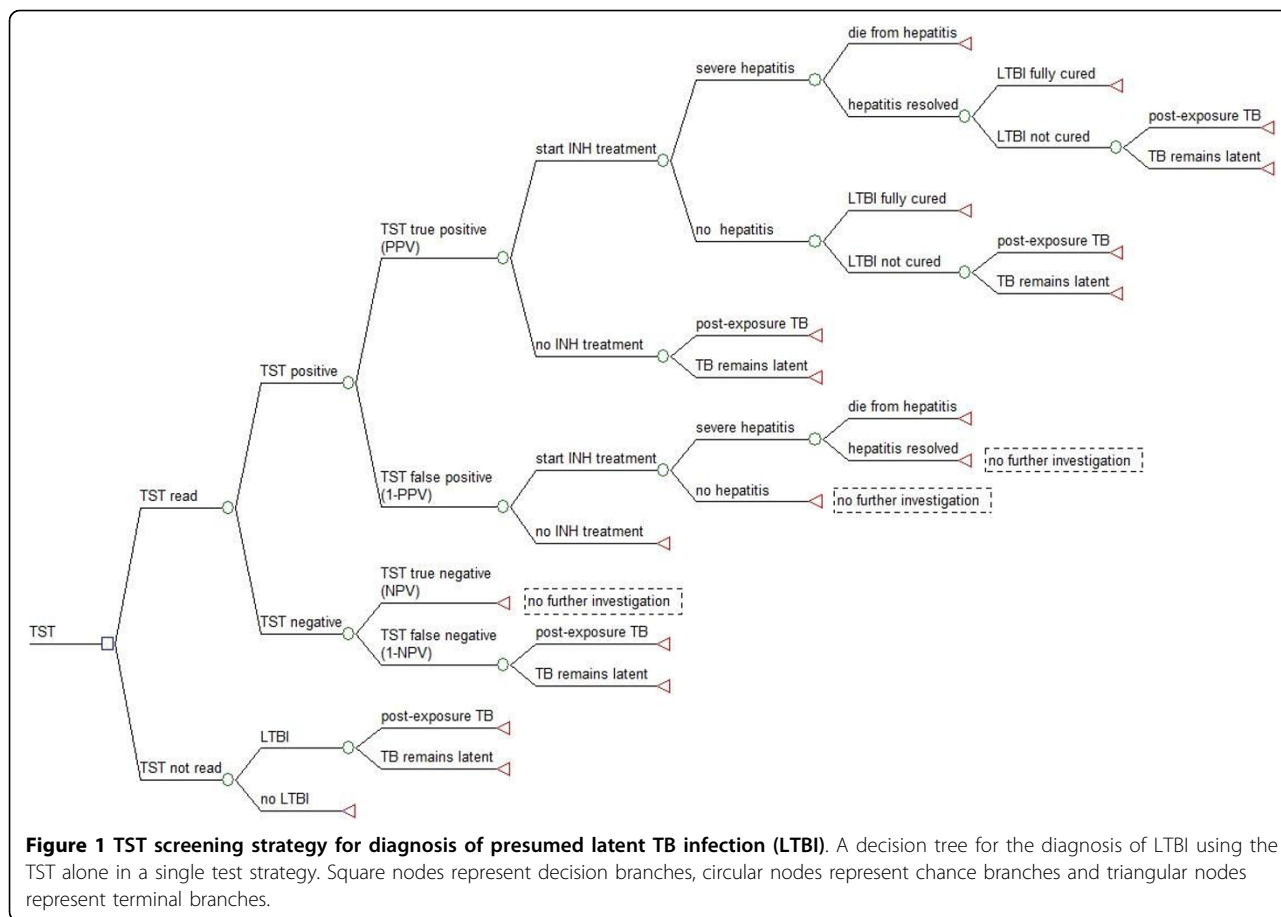 die from hepatitis
severe hepatitis
LTBI fully cured
hepatitis resolved
post-exposure TB
LTBI not cured
start INH treatment
TB remains latent
LTBI fully cured
TST true positive
(PPV)
no hepatitis
post-exposure TB
LTBI not cured
TB remains latent
post-exposure TB
no INH treatment
TST positive
TB remains latent
die from hepatitis
severe hepatitis
start INH treatment
hepatitis resolved
no further investigation
TST false positive
(1-PPV)
no hepatitis
no further investigation
TST read
no INH treatment
TST true negative
(NPV)
no further investigation
TST negative
TST
TST false negative
(1-NPV)
post-exposure TB
TB remains latent
post-exposure TB
LTBI
TB remains latent
TST not read
no LTBI
Figure 1 TST screening strategy for diagnosis of presumed latent TB infection (LTBI). A decision tree for the diagnosis of LTBI using the
TST alone in a single test strategy. Square nodes represent decision branches, circular nodes represent chance branches and triangular nodes
represent terminal branches.